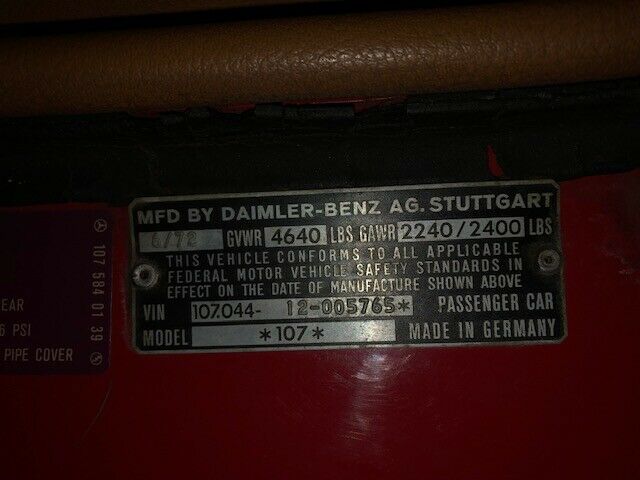 MFD BY DAIMLER-BENZ AG. STUTTGART
6/72 GVWR 4640 LBS GAWR 2240/2400 LBS
THIS VEHICLE CONFORMS TO ALL APPLICABLE
FEDERAL MOTOR VEHICLE SAFETY STANDARDS IN
EFFECT ON THE DATE OF MANUFACTURE SHOWN ABOVE
VIN 107.044- 12-005765* PASSENGER CAR
MODEL *107* MADE IN GERMANY
107 584 01 39
EAR
6 PSI
PIPE COVER